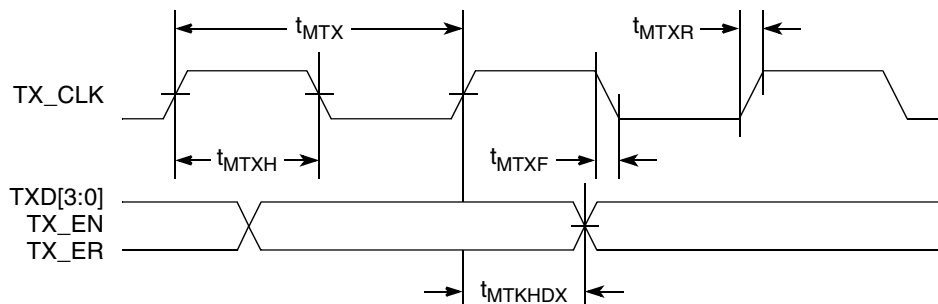 tMTX
tMTXR
TX_CLK
tMTXH
tMTXF
TXD[3:0]
TX_EN
TX_ER
tMTKHDX